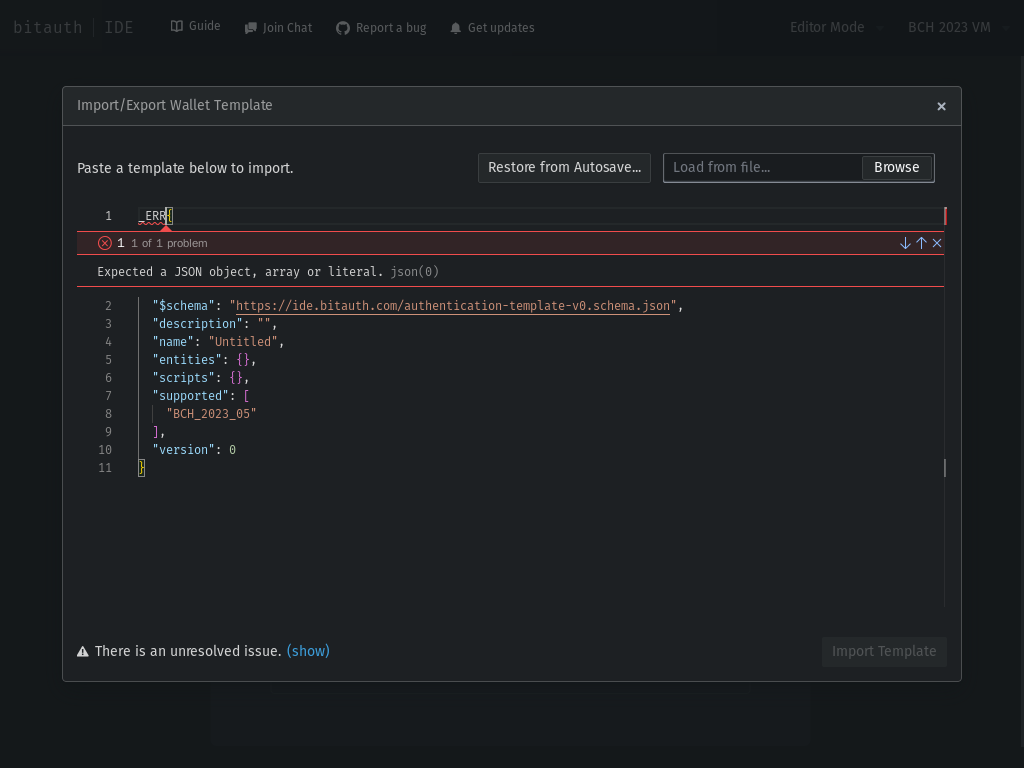 bitauth | IDE Guide Join Chat Report a bug Get updates Editor Mode BCH 2023 VM
Import/Export Wallet Template ×
Paste a template below to import. Restore from Autosave... Load from file... Browse
1 _ERR{
1 1 of 1 problem
Expected a JSON object, array or literal. json(0)
2 "$schema": "https://ide.bitauth.com/authentication-template-v0.schema.json",
3 "description": "",
4 "name": "Untitled",
5 "entities": {},
6 "scripts": {},
7 "supported": [
8 "BCH_2023_05"
9 ],
10 "version": 0
11 }
There is an unresolved issue. (show) Import Template